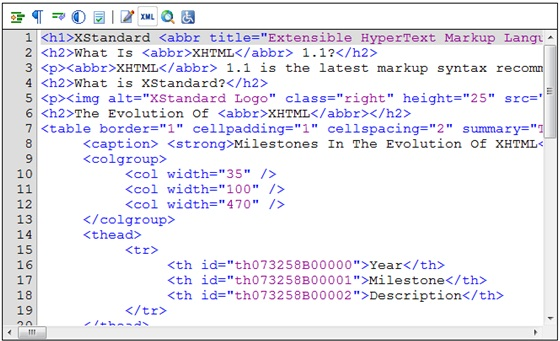 XML
1 <h1>XStandard <abbr title="Extensible HyperText Markup Langu
2 <h2>What Is <abbr>XHTML</abbr> 1.1?</h2>
3 <p><abbr>XHTML</abbr> 1.1 is the latest markup syntax recomm
4 <h2>What is XStandard?</h2>
5 <p><img alt="XStandard Logo" class="right" height="25" src="
6 <h2>The Evolution Of <abbr>XHTML</abbr></h2>
7 <table border="1" cellpadding="1" cellspacing="2" summary="T
8 <caption> <strong>Milestones In The Evolution Of XHTML<
9 <colgroup>
10 <col width="35" />
11 <col width="100" />
12 <col width="470" />
13 </colgroup>
14 <thead>
15 <tr>
16 <th id="th073258B00000">Year</th>
17 <th id="th073258B00001">Milestone</th>
18 <th id="th073258B00002">Description</th>
19 </tr>
20 </thead>